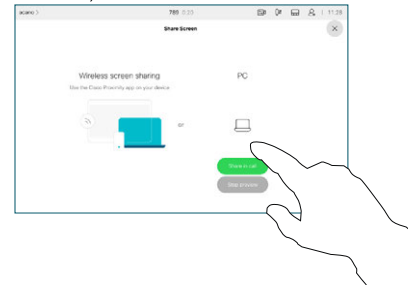 acano >
789 0:23
11:28
Share Screen
Wireless screen sharing
Use the Cisco Proximity app on your device
or
PC
Share in call
Stop preview